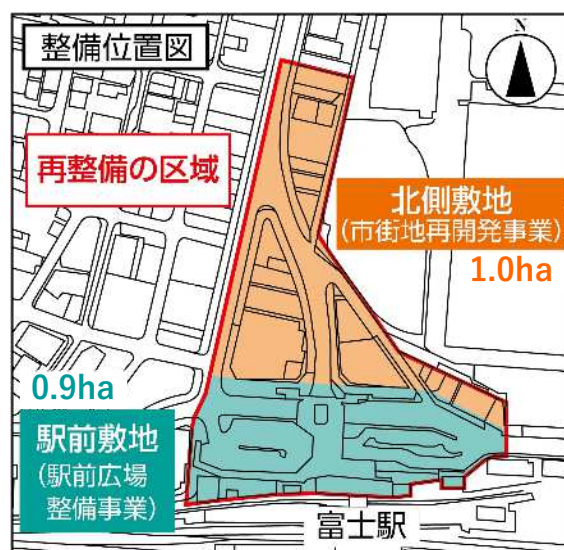 整備位置図
N
再整備の区域
北側敷地
(市街地再開発事業)
1.0ha
0.9ha
駅前敷地
(駅前広場
整備事業)
富士駅